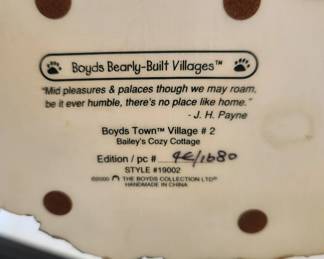 Boyds Bearly-Built Villages™
"Mid pleasures & palaces though we may roam,
be it ever humble, there's no place like home."
- J. H. Payne
Boyds Town™ Village # 2
Bailey's Cozy Cottage
Edition / pc # 4E/1680
STYLE #19002
©2000 THE BOYDS COLLECTION LTD®
HANDMADE IN CHINA